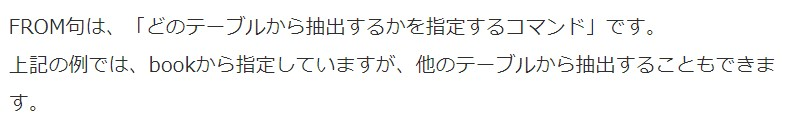 FROM句は、「どのテーブルから抽出するかを指定するコマンド」です。
上記の例では、bookから指定していますが、他のテーブルから抽出することもできま
す。